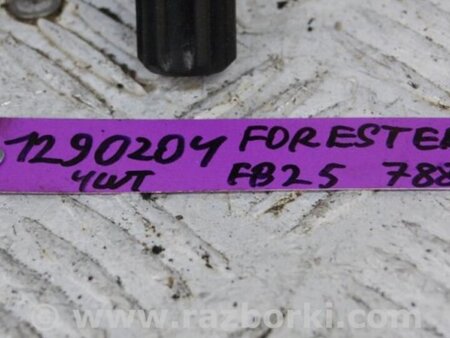 1290204 FORESTER
4шт FB25 788
© www.razborki.com/